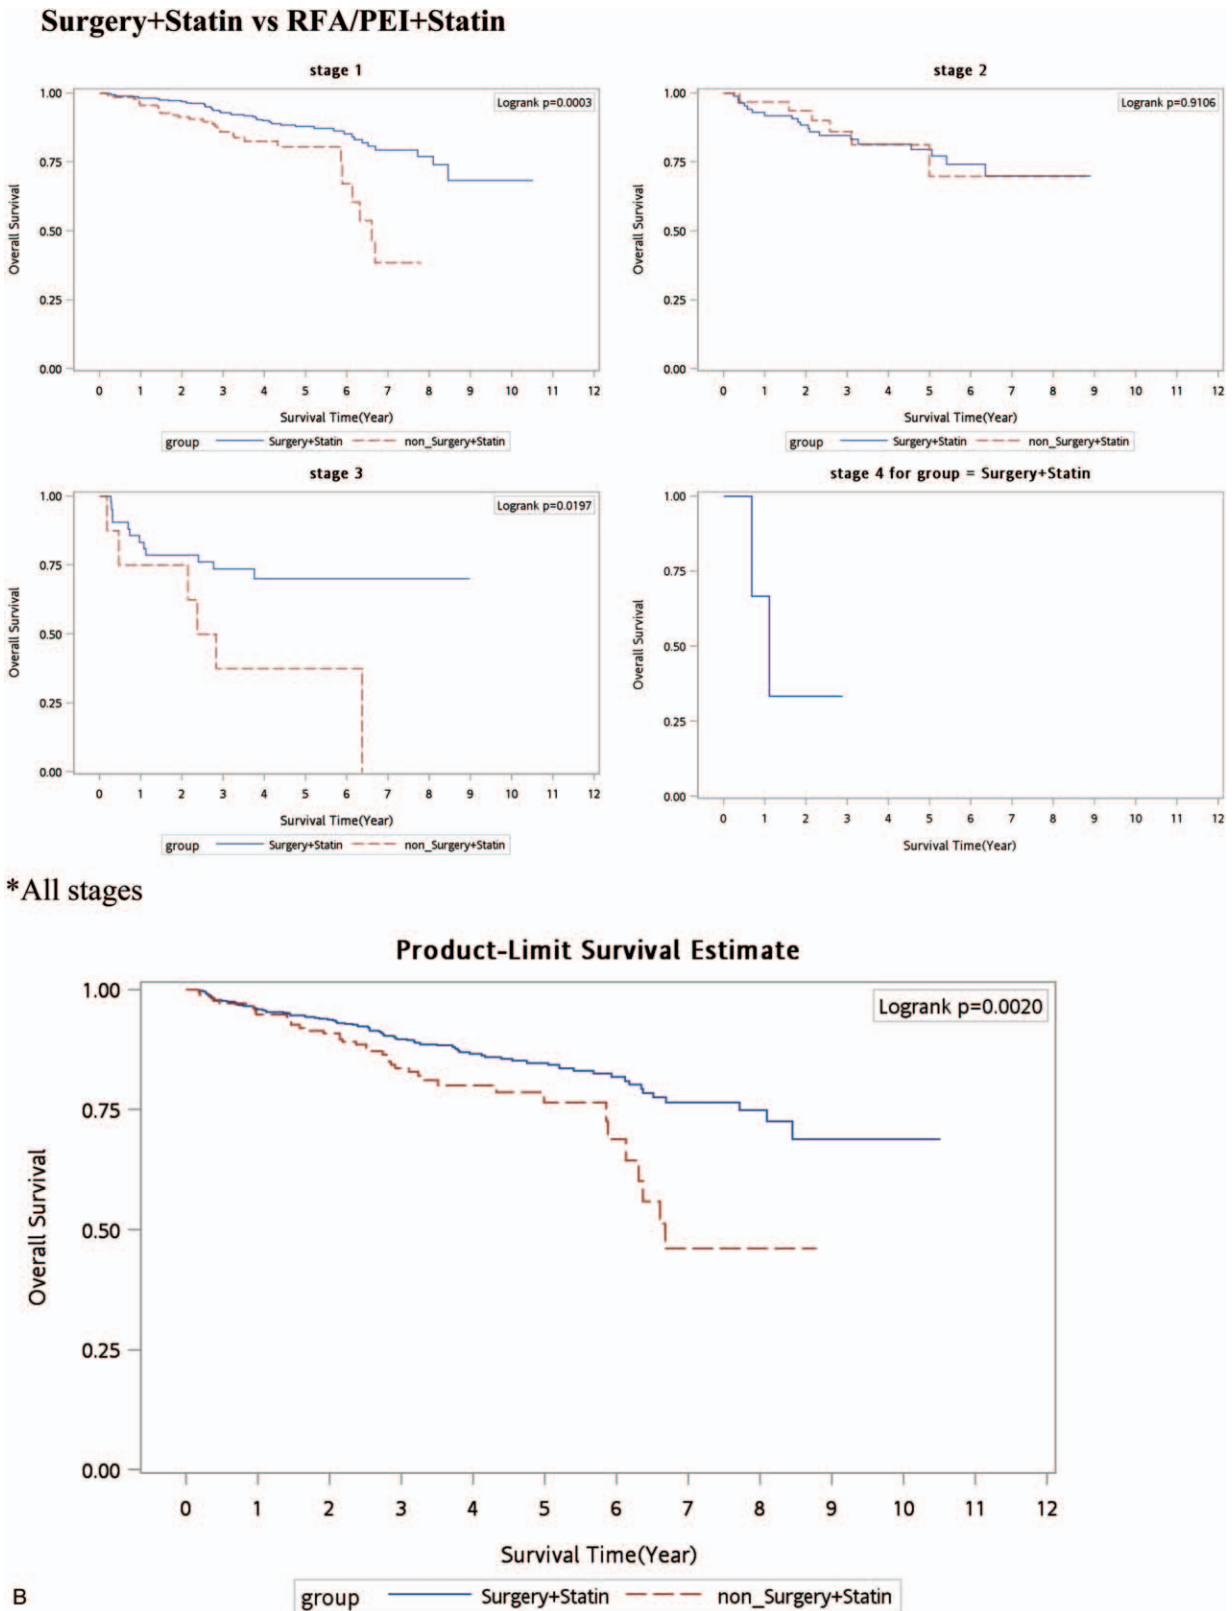 Surgery+Statin vs RFA/PEI+Statin
stage 1
1.00
0.75
0.50
0.25
0.00
Overall Survival
Logrank p=0.0003
0 1 2 3 4 5 6 7 8 9 10 11 12
Survival Time(Year)
group Surgery+Statin non_Surgery+Statin
stage 2
1.00
0.75
0.50
0.25
0.00
Overall Survival
Logrank p=0.9106
0 1 2 3 4 5 6 7 8 9 10 11 12
Survival Time(Year)
group Surgery+Statin non_Surgery+Statin
stage 3
1.00
0.75
0.50
0.25
0.00
Overall Survival
Logrank p=0.0197
0 1 2 3 4 5 6 7 8 9 10 11 12
Survival Time(Year)
group Surgery+Statin non_Surgery+Statin
stage 4 for group = Surgery+Statin
1.00
0.75
0.50
0.25
0.00
Overall Survival
0 1 2 3 4 5 6 7 8 9 10 11 12
Survival Time(Year)
*All stages
Product-Limit Survival Estimate
1.00
0.75
0.50
0.25
0.00
Overall Survival
Logrank p=0.0020
0 1 2 3 4 5 6 7 8 9 10 11 12
Survival Time(Year)
B
group Surgery+Statin non_Surgery+Statin